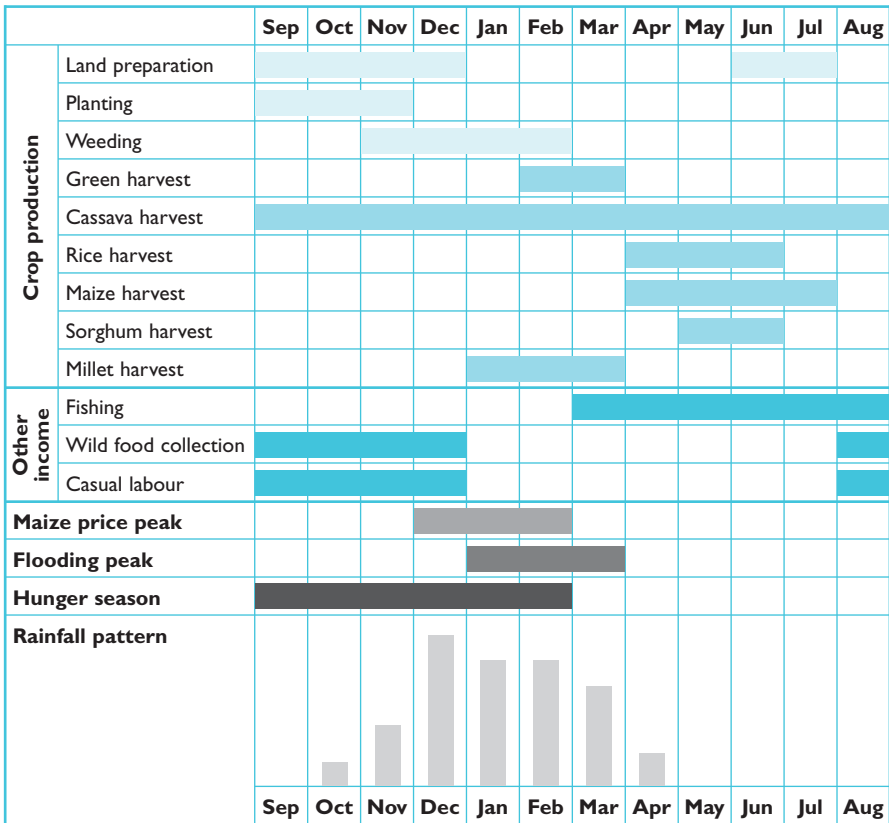 Sep Oct Nov Dec Jan Feb Mar Apr May Jun Jul Aug
Crop production
Land preparation
Planting
Weeding
Green harvest
Cassava harvest
Rice harvest
Maize harvest
Sorghum harvest
Millet harvest
Other
income
Fishing
Wild food collection
Casual labour
Maize price peak
Flooding peak
Hunger season
Rainfall pattern
Sep Oct Nov Dec Jan Feb Mar Apr May Jun Jul Aug